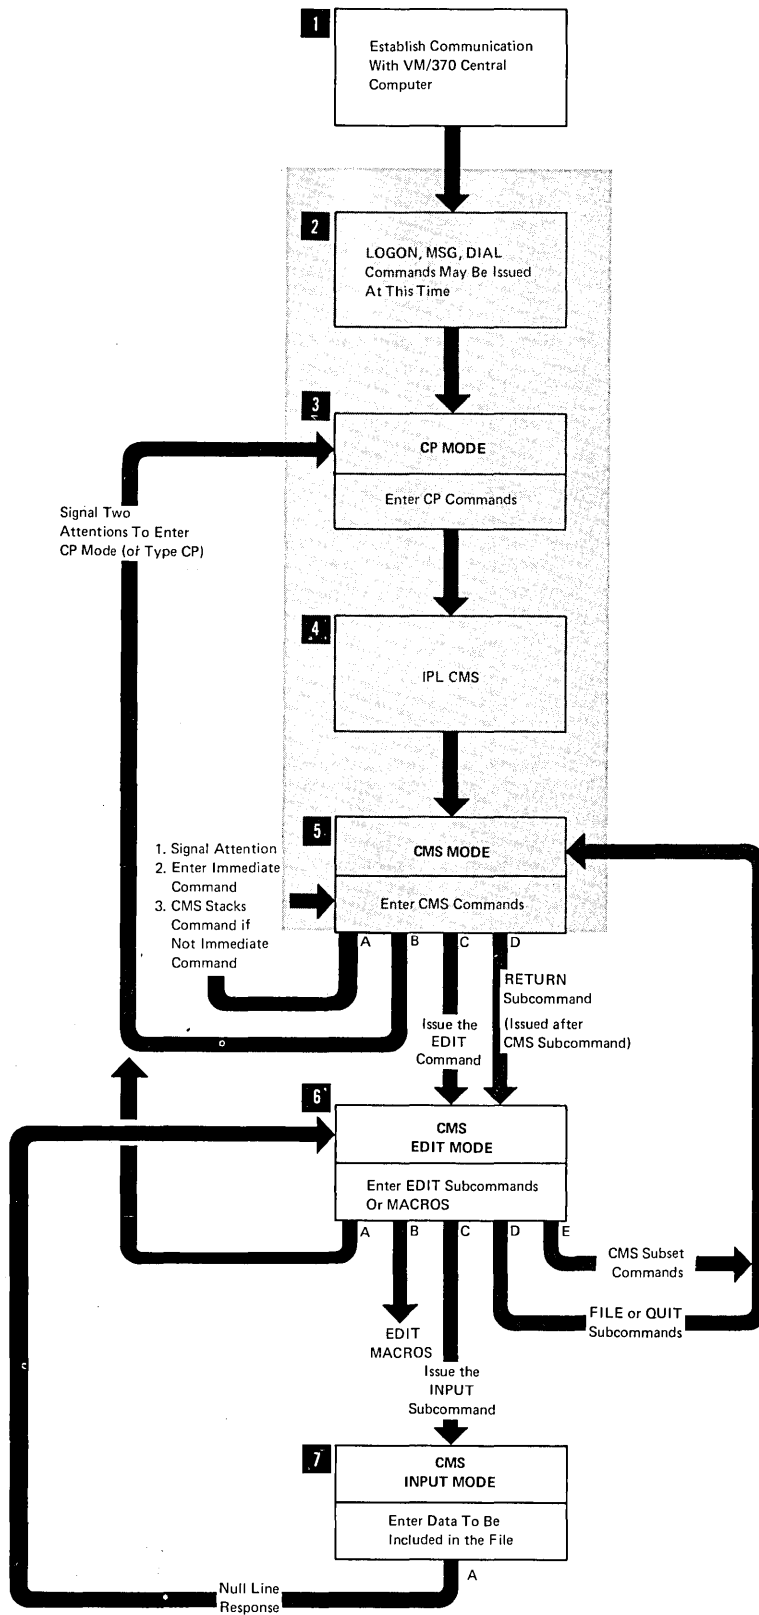 1
Establish Communication
With VM/370 Central
Computer
2
LOGON, MSG, DIAL
Commands May Be Issued
At This Time
3
CP MODE
Enter CP Commands
Signal Two
Attentions To Enter
CP Mode (or Type CP)
4
IPL CMS
5
CMS MODE
Enter CMS Commands
1. Signal Attention
2. Enter Immediate
Command
3. CMS Stacks
Command if
Not Immediate
Command
A
B
C
D
Issue the
EDIT
Command
RETURN
Subcommand
(Issued after
CMS Subcommand)
6
CMS
EDIT MODE
Enter EDIT Subcommands
Or MACROS
A
B
C
D
E
CMS Subset
Commands
FILE or QUIT
Subcommands
EDIT
MACROS
Issue the
INPUT
Subcommand
7
CMS
INPUT MODE
Enter Data To Be
Included in the File
A
Null Line
Response